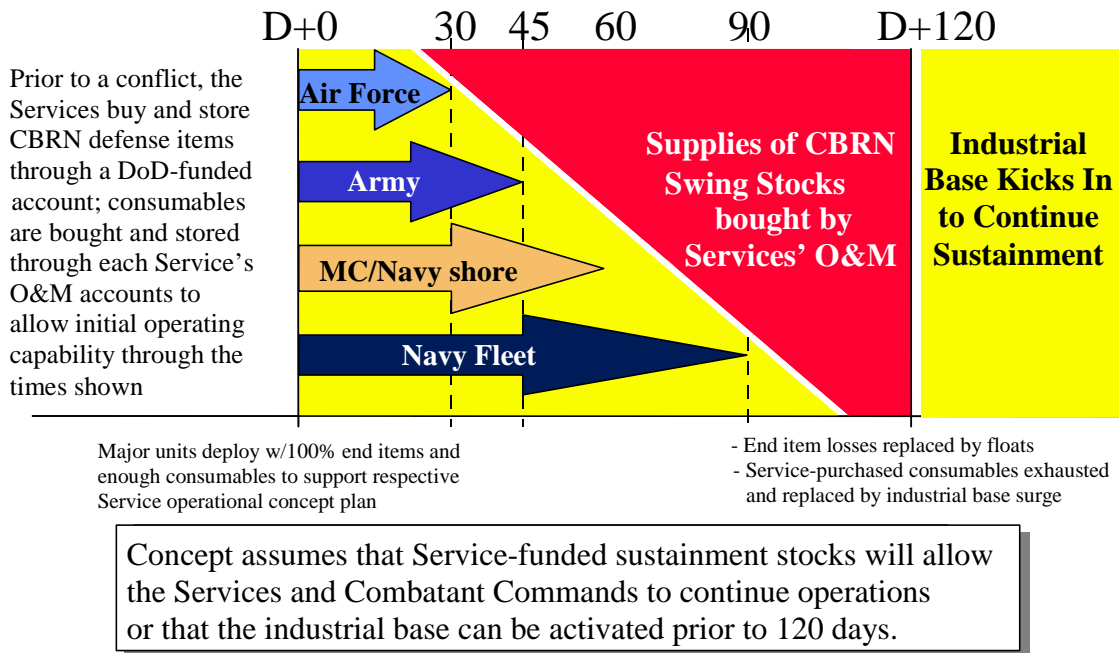 D+0 30 45 60 90 D+120
Prior to a conflict, the
Services buy and store
CBRN defense items
through a DoD-funded
account; consumables
are bought and stored
through each Service's
O&M accounts to
allow initial operating
capability through the
times shown
Air Force
Army
MC/Navy shore
Navy Fleet
Supplies of CBRN
Swing Stocks
bought by
Services' O&M
Industrial
Base Kicks In
to Continue
Sustainment
Major units deploy w/100% end items and
enough consumables to support respective
Service operational concept plan
- End item losses replaced by floats
- Service-purchased consumables exhausted
and replaced by industrial base surge
Concept assumes that Service-funded sustainment stocks will allow
the Services and Combatant Commands to continue operations
or that the industrial base can be activated prior to 120 days.